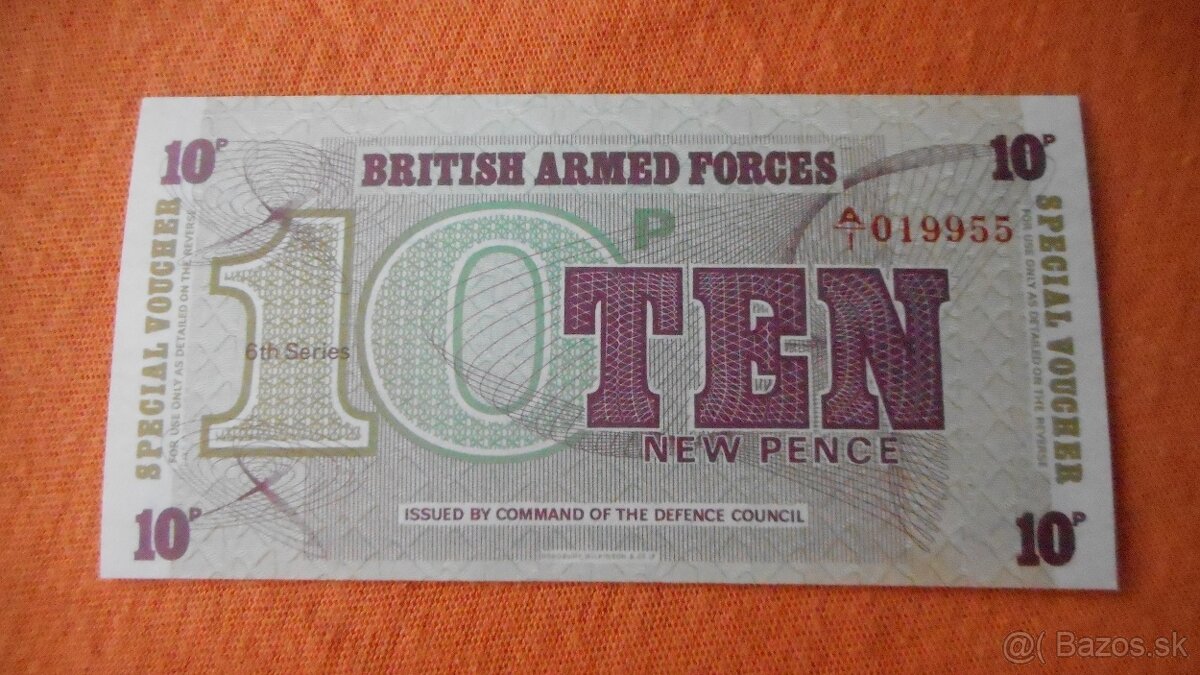 10P
10P
BRITISH ARMED FORCES
SPECIAL VOUCHER
FOR USE ONLY AS DETAILED ON THE REVERSE
A/1 019955
10P
6th Series
TEN
NEW PENCE
SPECIAL VOUCHER
FOR USE ONLY AS DETAILED ON THE REVERSE
ISSUED BY COMMAND OF THE DEFENCE COUNCIL
10P
10P
@( Bazos.sk